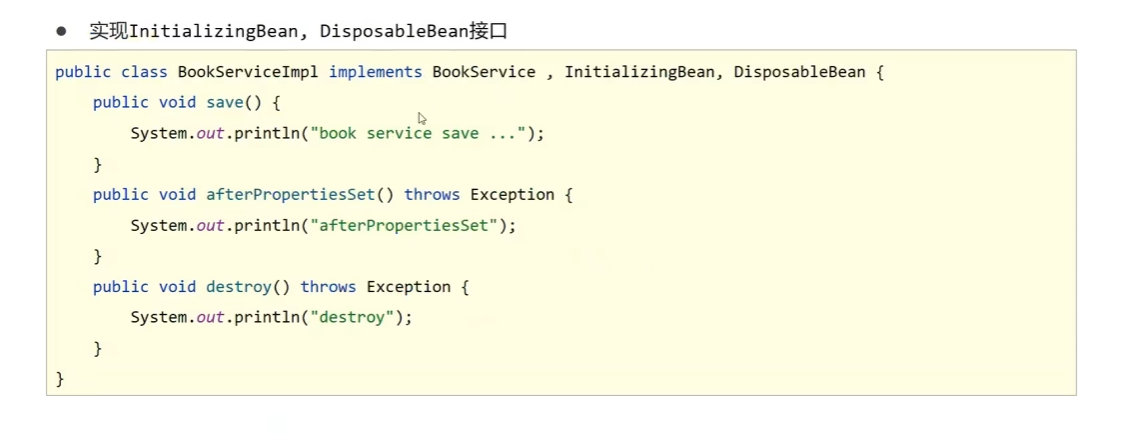 ● 实现InitializingBean, DisposableBean接口
public class BookServiceImpl implements BookService , InitializingBean, DisposableBean {
    public void save() {
        System.out.println("book service save ...");
    }
    public void afterPropertiesSet() throws Exception {
        System.out.println("afterPropertiesSet");
    }
    public void destroy() throws Exception {
        System.out.println("destroy");
    }
}